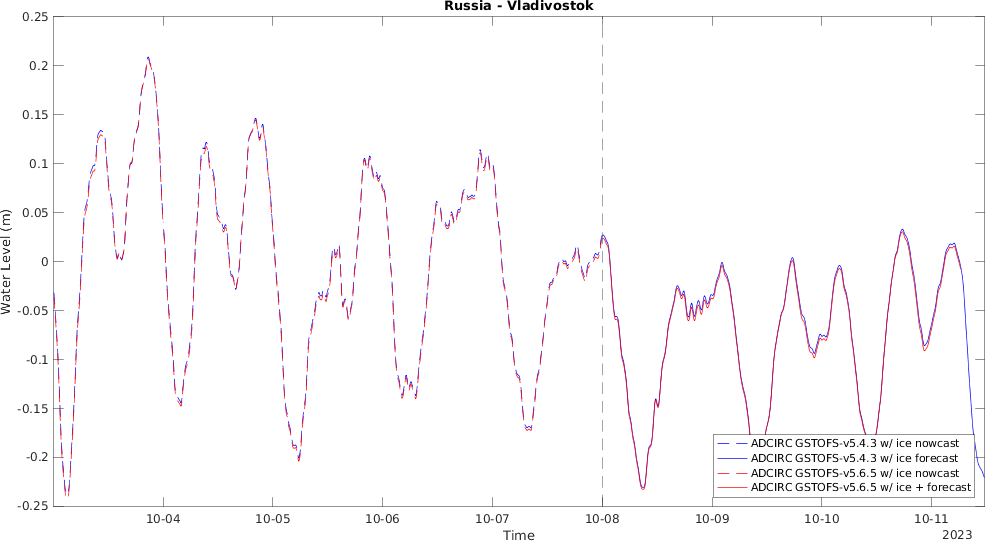 Russia - Vladivostok
0.25
0.2
0.15
0.1
0.05
0
-0.05
-0.1
-0.15
-0.2
-0.25
Water Level (m)
ADCIRC GSTOFS-v5.4.3 w/ ice nowcast
ADCIRC GSTOFS-v5.4.3 w/ ice forecast
ADCIRC GSTOFS-v5.6.5 w/ ice nowcast
ADCIRC GSTOFS-v5.6.5 w/ ice + forecast
10-04 10-05 10-06 10-07 10-08 10-09 10-10 10-11
Time
2023